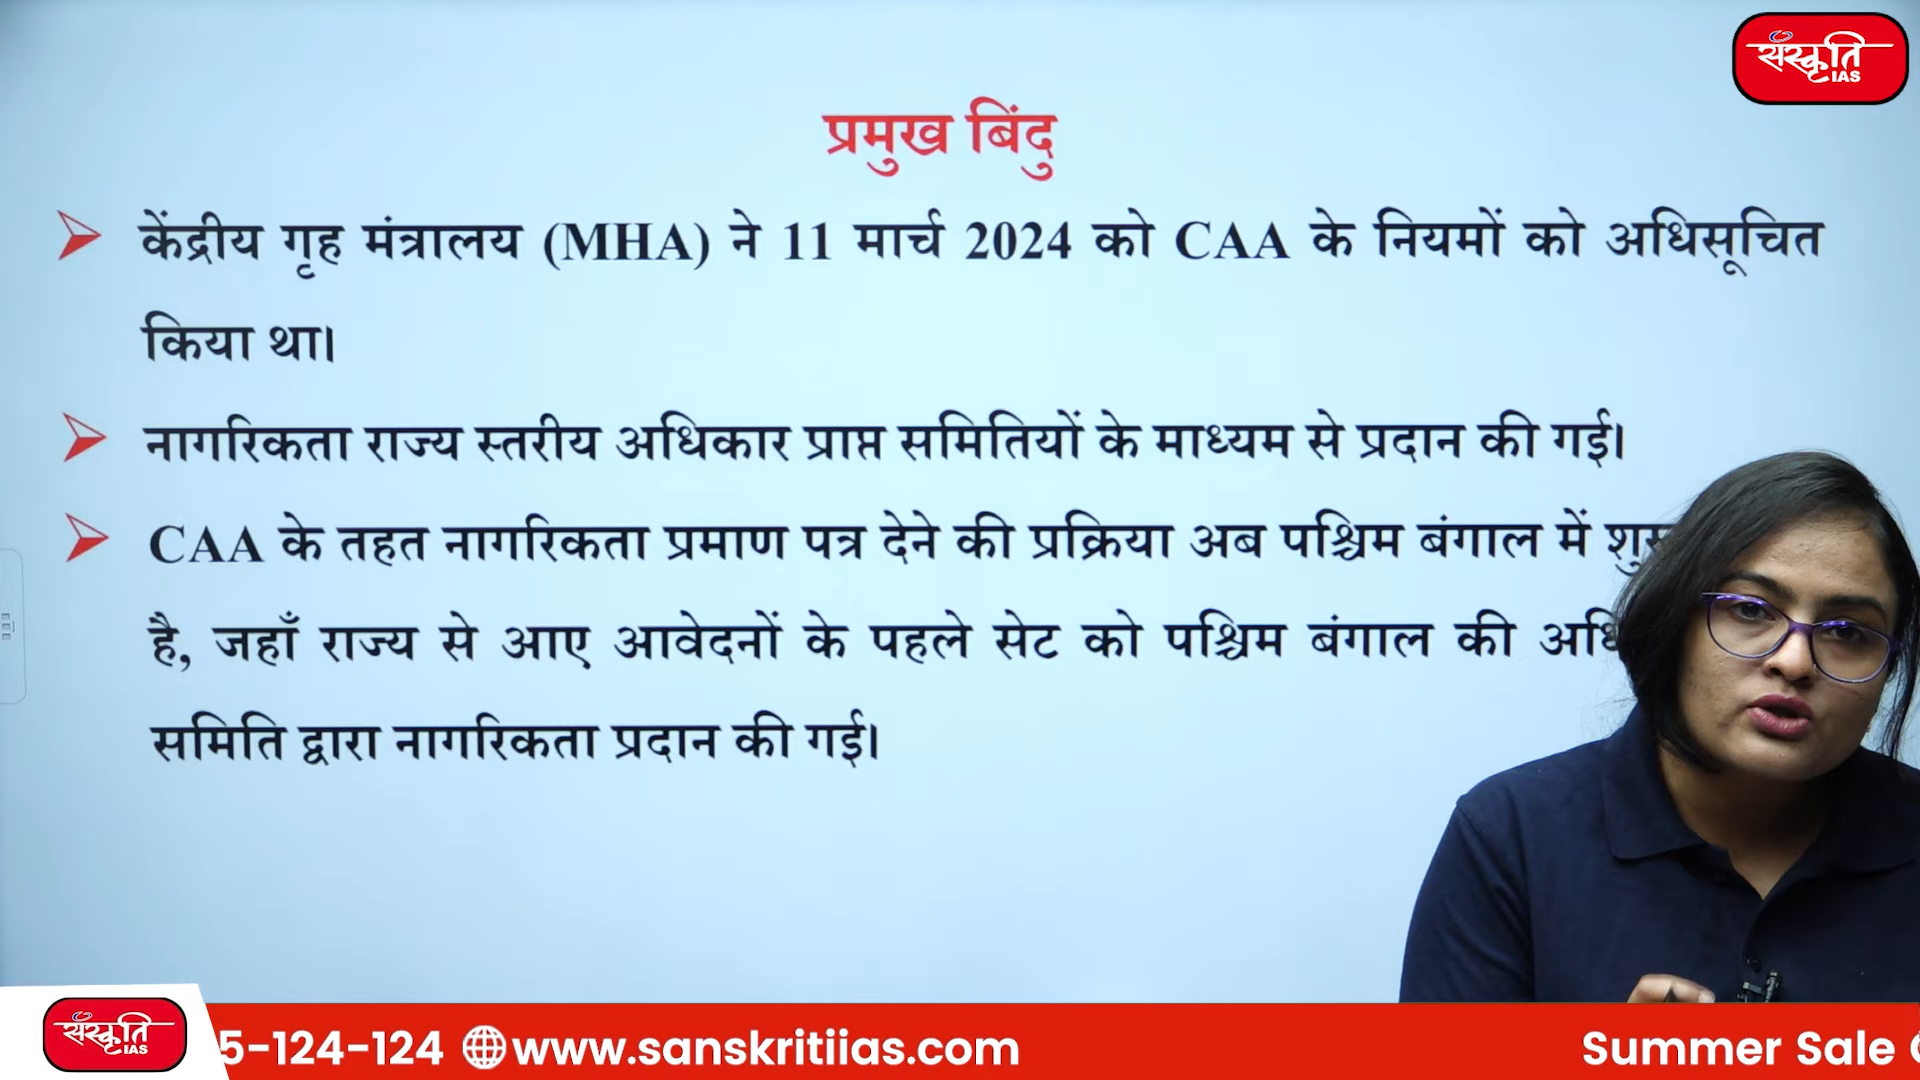 संस्कृति
IAS
प्रमुख बिंदु
केंद्रीय गृह मंत्रालय (MHA) ने 11 मार्च 2024 को CAA के नियमों को अधिसूचित
किया था।
नागरिकता राज्य स्तरीय अधिकार प्राप्त समितियों के माध्यम से प्रदान की गई।
CAA के तहत नागरिकता प्रमाण पत्र देने की प्रक्रिया अब पश्चिम बंगाल में
है, जहाँ राज्य से आए आवेदनों के पहले सेट को पश्चिम बंगाल की
समिति द्वारा नागरिकता प्रदान की गई।
संस्कृति
IAS
5-124-124 www.sanskritiias.com Summer Sale